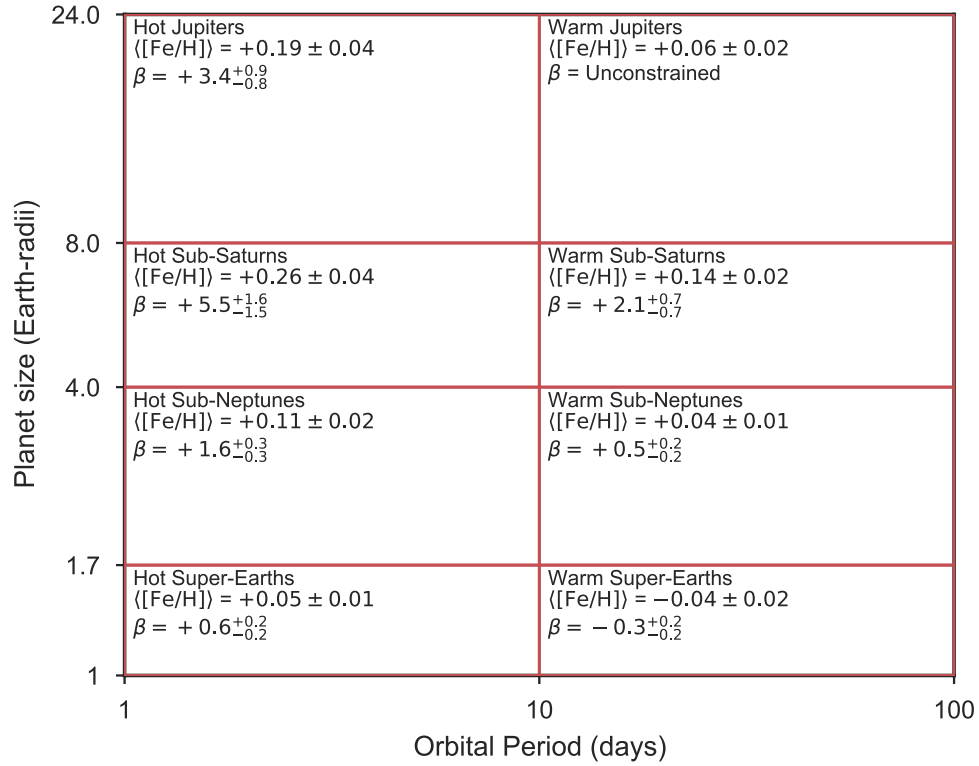 24.0
8.0
4.0
1.7
1
Planet size (Earth-radii)
Hot Jupiters
⟨[Fe/H]⟩ = +0.19 ± 0.04
β = + 3.4 +0.9 −0.8
Warm Jupiters
⟨[Fe/H]⟩ = +0.06 ± 0.02
β = Unconstrained
Hot Sub-Saturns
⟨[Fe/H]⟩ = +0.26 ± 0.04
β = + 5.5 +1.6 −1.5
Warm Sub-Saturns
⟨[Fe/H]⟩ = +0.14 ± 0.02
β = + 2.1 +0.7 −0.7
Hot Sub-Neptunes
⟨[Fe/H]⟩ = +0.11 ± 0.02
β = + 1.6 +0.3 −0.3
Warm Sub-Neptunes
⟨[Fe/H]⟩ = +0.04 ± 0.01
β = + 0.5 +0.2 −0.2
Hot Super-Earths
⟨[Fe/H]⟩ = +0.05 ± 0.01
β = + 0.6 +0.2 −0.2
Warm Super-Earths
⟨[Fe/H]⟩ = −0.04 ± 0.02
β = − 0.3 +0.2 −0.2
1
10
100
Orbital Period (days)